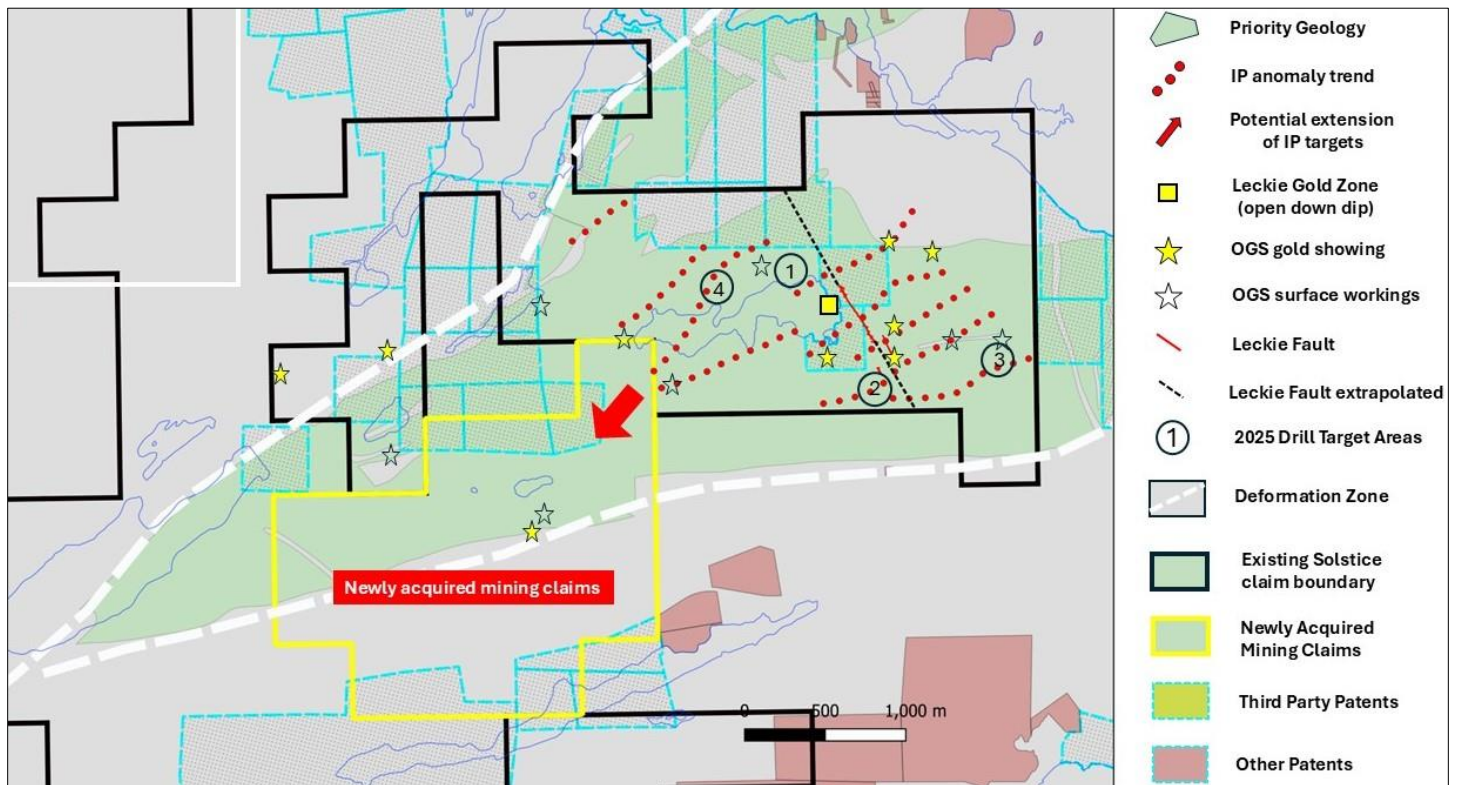 1
4
2
3
Newly acquired mining claims
0 500 1,000 m
Priority Geology
IP anomaly trend
Potential extension
of IP targets
Leckie Gold Zone
(open down dip)
OGS gold showing
OGS surface workings
Leckie Fault
Leckie Fault extrapolated
1
2025 Drill Target Areas
Deformation Zone
Existing Solstice
claim boundary
Newly Acquired
Mining Claims
Third Party Patents
Other Patents